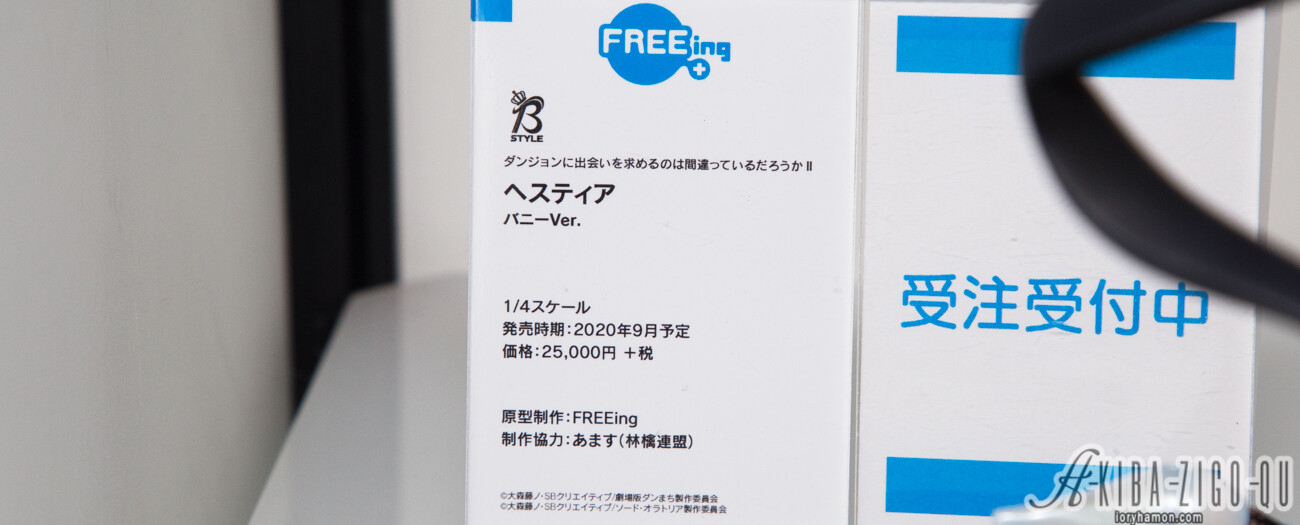 FREEing
B
STYLE
ダンジョンに出会いを求めるのは間違っているだろうかⅡ
ヘスティア
バニーVer.
1/4スケール
発売時期:2020年9月予定
価格:25,000円 +税
原型制作:FREEing
制作協力:あます(林檎連盟)
©大森藤ノ・SBクリエイティブ/劇場版ダンまち製作委員会
©大森藤ノ・SBクリエイティブ/ソード・オラトリア製作委員会
受注受付中
AKIBA-ZIGO-QU
ioryhamon.com